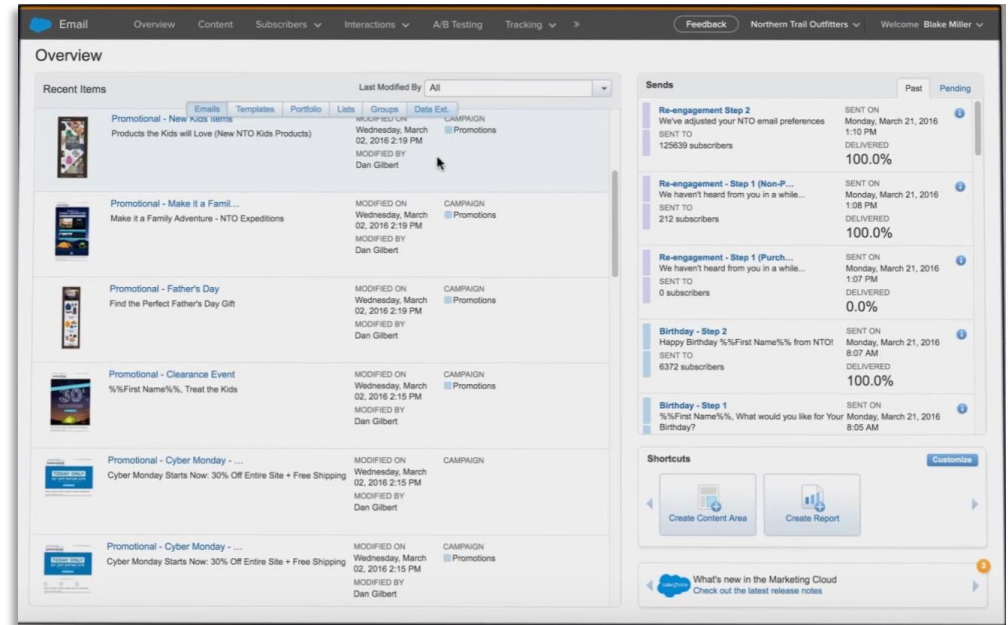 Email
Overview
Content
Subscribers
Interactions
A/B Testing
Tracking
»
Feedback
Northern Trail Outfitters
Welcome Blake Miller
Overview
Recent Items
Last Modified By All
Emails
Templates
Portfolio
Lists
Groups
Data Ext.
Promotional - New Kids Items
Products the Kids will Love (New NTO Kids Products)
MODIFIED ON
Wednesday, March
02, 2016 2:19 PM
MODIFIED BY
Dan Gilbert
CAMPAIGN
Promotions
Promotional - Make it a Famil...
Make it a Family Adventure - NTO Expeditions
MODIFIED ON
Wednesday, March
02, 2016 2:19 PM
MODIFIED BY
Dan Gilbert
CAMPAIGN
Promotions
Promotional - Father's Day
Find the Perfect Father's Day Gift
MODIFIED ON
Wednesday, March
02, 2016 2:19 PM
MODIFIED BY
Dan Gilbert
CAMPAIGN
Promotions
30%
Promotional - Clearance Event
%%First Name%%, Treat the Kids
MODIFIED ON
Wednesday, March
02, 2016 2:15 PM
MODIFIED BY
Dan Gilbert
CAMPAIGN
Promotions
TODAY ONLY
Promotional - Cyber Monday - ...
Cyber Monday Starts Now: 30% Off Entire Site + Free Shipping
MODIFIED ON
Wednesday, March
02, 2016 2:15 PM
MODIFIED BY
Dan Gilbert
CAMPAIGN
TODAY ONLY
Promotional - Cyber Monday - ...
Cyber Monday Starts Now: 30% Off Entire Site + Free Shipping
MODIFIED ON
Wednesday, March
02, 2016 2:15 PM
MODIFIED BY
Dan Gilbert
CAMPAIGN
Promotions
Sends
Past
Pending
Re-engagement Step 2
We've adjusted your NTO email preferences
SENT TO
125639 subscribers
SENT ON
Monday, March 21, 2016
1:10 PM
DELIVERED
100.0%
Re-engagement - Step 1 (Non-P...
We haven't heard from you in a while...
SENT TO
212 subscribers
SENT ON
Monday, March 21, 2016
1:08 PM
DELIVERED
100.0%
Re-engagement - Step 1 (Purch...
We haven't heard from you in a while...
SENT TO
0 subscribers
SENT ON
Monday, March 21, 2016
1:07 PM
DELIVERED
0.0%
Birthday - Step 2
Happy Birthday %%First Name%% from NTO!
SENT TO
6372 subscribers
SENT ON
Monday, March 21, 2016
8:07 AM
DELIVERED
100.0%
Birthday - Step 1
%%First Name%%, What would you like for Your
Birthday?
SENT ON
Monday, March 21, 2016
8:05 AM
Shortcuts
Customize
Create Content Area
Create Report
3
salesforce
What's new in the Marketing Cloud
Check out the latest release notes